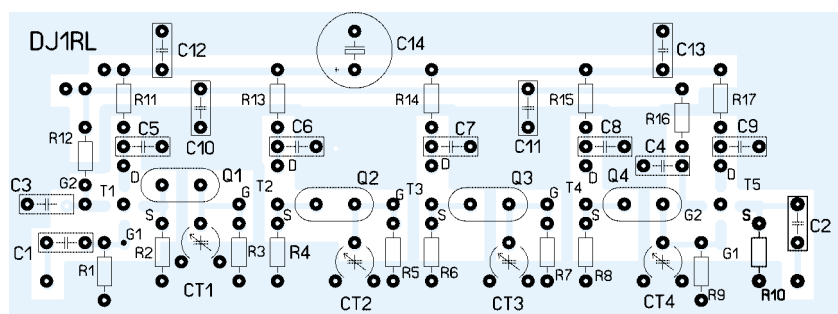 DJ1RL
C12
C14
C13
R11
R13
R14
R15
R16
R17
R12
C5
C10
C6
C7
C11
C8
C4
C9
D
D
D
D
D
C3
G2
T1
Q1
T2
Q2
G
G
T3
Q3
G
T4
Q4
G2
T5
S
S
S
S
S
C2
C1
G1
R1
R2
R3
R4
R5
R6
R7
R8
G1
R9
R10
CT1
CT2
CT3
CT4
+